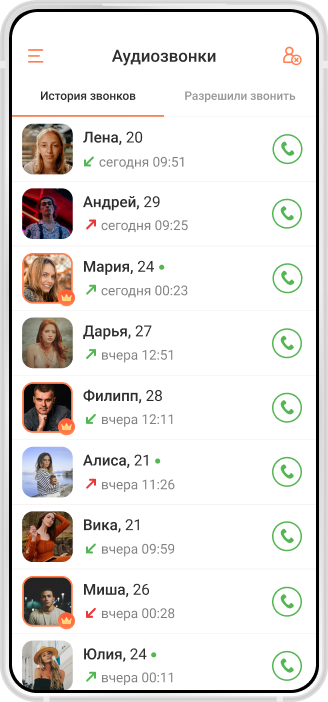 Аудиозвонки
История звонков
Разрешили звонить
Лена, 20
сегодня 09:51
Андрей, 29
сегодня 09:25
Мария, 24
сегодня 00:23
Дарья, 27
вчера 12:51
Филипп, 28
вчера 12:11
Алиса, 21
вчера 11:26
Вика, 21
вчера 09:59
Миша, 26
вчера 00:28
Юлия, 24
вчера 00:11